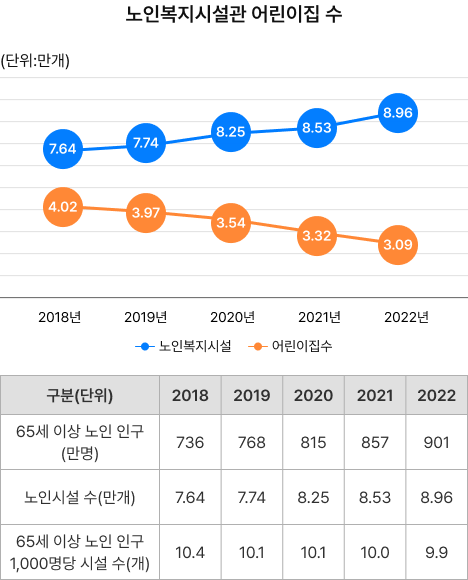 노인복지시설관 어린이집 수
(단위:만개)
7.64 7.74 8.25 8.53 8.96
4.02 3.97 3.54 3.32 3.09
2018년 2019년 2020년 2021년 2022년
노인복지시설 어린이집수
구분(단위) 2018 2019 2020 2021 2022
65세 이상 노인 인구
(만명) 736 768 815 857 901
노인시설 수(만개) 7.64 7.74 8.25 8.53 8.96
65세 이상 노인 인구
1,000명당 시설 수(개) 10.4 10.1 10.1 10.0 9.9